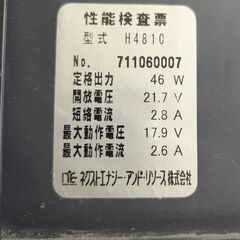 性能検査票
型式 H481C
No. 711060007
定格出力 46 W
開放電圧 21.7 V
短絡電流 2.8 A
最大動作電圧 17.9 V
最大動作電流 2.6 A
ネクストエナジー・アンド・リソース株式会社